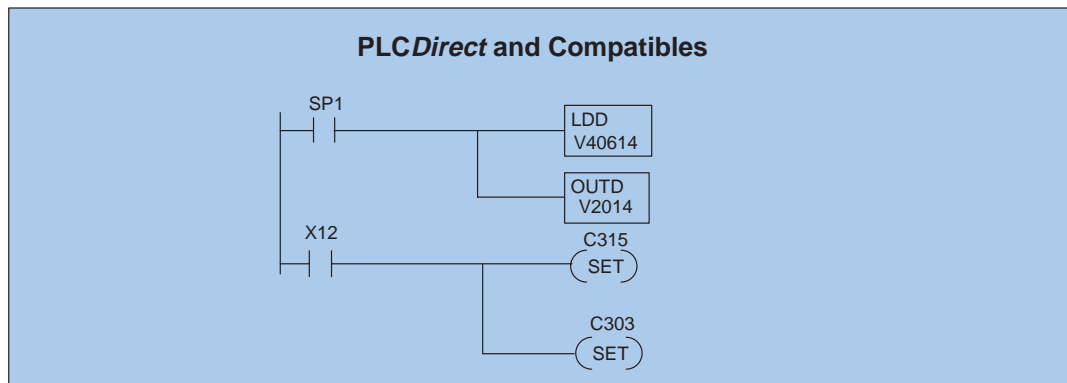 PLCDirect and Compatibles
SP1
LDD
V40614
OUTD
V2014
X12
C315
SET
C303
SET